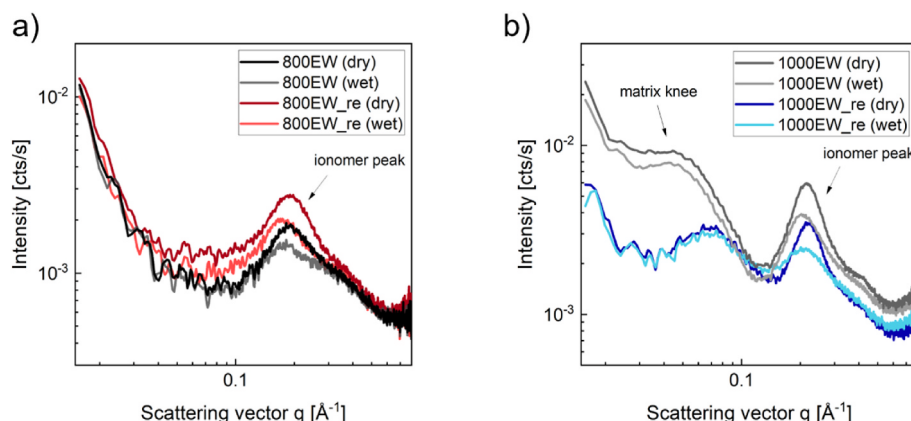 a)
800EW (dry)
800EW (wet)
800EW_re (dry)
800EW_re (wet)
ionomer peak
10⁻²
10⁻³
Intensity [cts/s]
0.1
Scattering vector q [Å⁻¹]
b)
1000EW (dry)
1000EW (wet)
1000EW_re (dry)
1000EW_re (wet)
matrix knee
ionomer peak
10⁻²
10⁻³
Intensity [cts/s]
0.1
Scattering vector q [Å⁻¹]